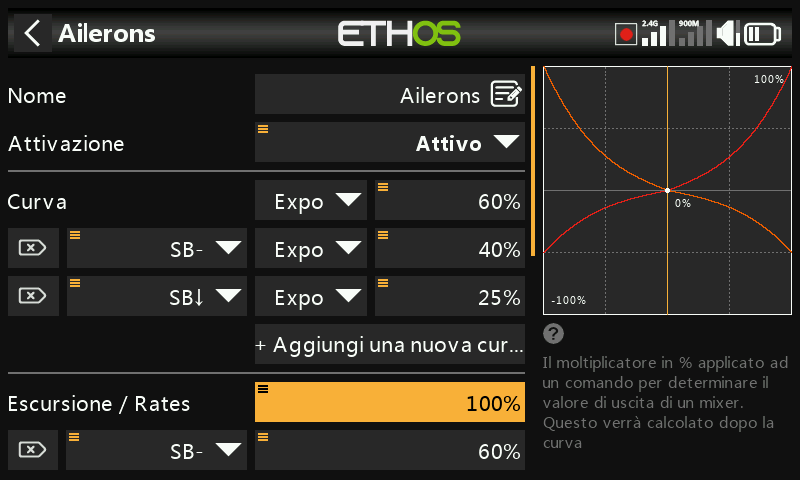 Ailerons
ETHOS
2.4G
900M
Nome
Ailerons
Attivazione
Attivo
Curva
Expo
60%
SB-
Expo
40%
SB↓
Expo
25%
+ Aggiungi una nuova cur...
Escursione / Rates
100%
SB-
60%
100%
0%
-100%
?
Il moltiplicatore in % applicato ad
un comando per determinare il
valore di uscita di un mixer.
Questo verrà calcolato dopo la
curva